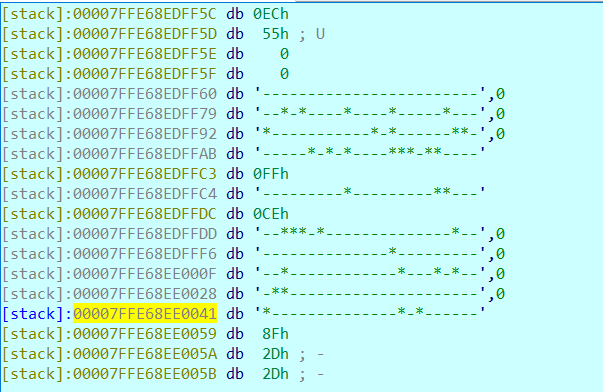 [stack]:00007FFE68EDFF5C db 0ECh
[stack]:00007FFE68EDFF5D db  55h ; U
[stack]:00007FFE68EDFF5E db    0
[stack]:00007FFE68EDFF5F db    0
[stack]:00007FFE68EDFF60 db '------------------------',0
[stack]:00007FFE68EDFF79 db '--*-*----*----*-----*---',0
[stack]:00007FFE68EDFF92 db '*-----------*-*------**-',0
[stack]:00007FFE68EDFFAB db '-----*-*-*----***-**----'
[stack]:00007FFE68EDFFC3 db 0FFh
[stack]:00007FFE68EDFFC4 db '---------*---------**---'
[stack]:00007FFE68EDFFDC db 0CEh
[stack]:00007FFE68EDFFDD db '--***-*--------------*--',0
[stack]:00007FFE68EDFFF6 db '--------------*---------',0
[stack]:00007FFE68EE000F db '--*------------*---*-*--',0
[stack]:00007FFE68EE0028 db '-**---------------------',0
[stack]:00007FFE68EE0041 db '*--------------*-*------'
[stack]:00007FFE68EE0059 db  8Fh
[stack]:00007FFE68EE005A db  2Dh ; -
[stack]:00007FFE68EE005B db  2Dh ; -